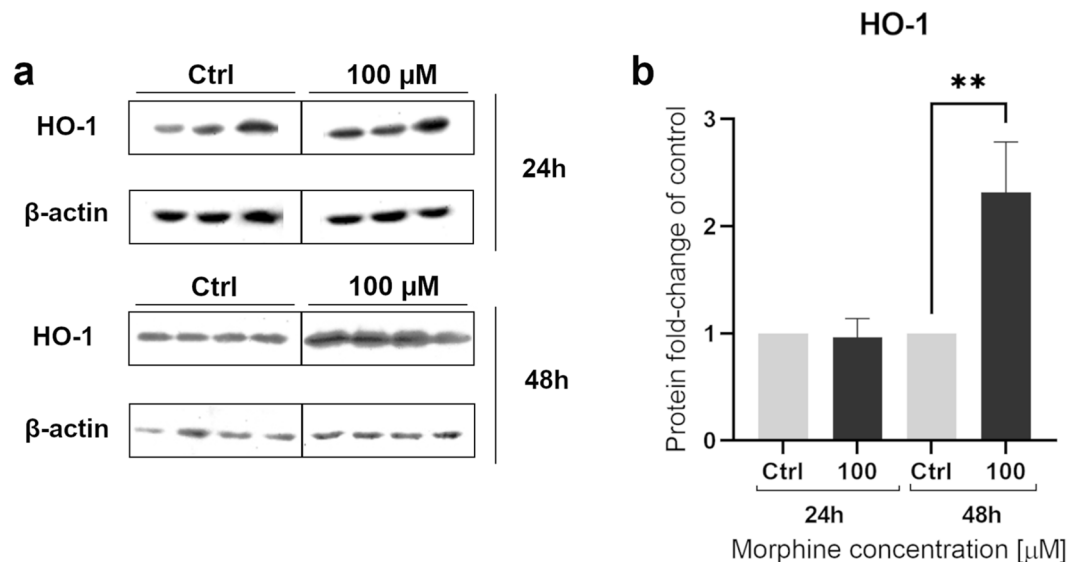 a
Ctrl 100 μM
HO-1
β-actin
24h
Ctrl 100 μM
HO-1
β-actin
48h
b
HO-1
**
Protein fold-change of control
3
2
1
0
Ctrl 100 Ctrl 100
24h 48h
Morphine concentration [μM]